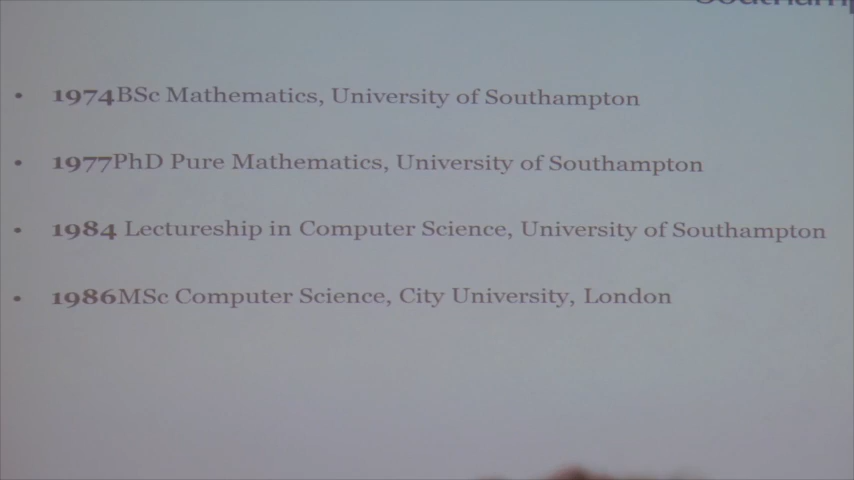 • 1974BSc Mathematics, University of Southampton
• 1977PhD Pure Mathematics, University of Southampton
• 1984 Lectureship in Computer Science, University of Southampton
• 1986MSc Computer Science, City University, London